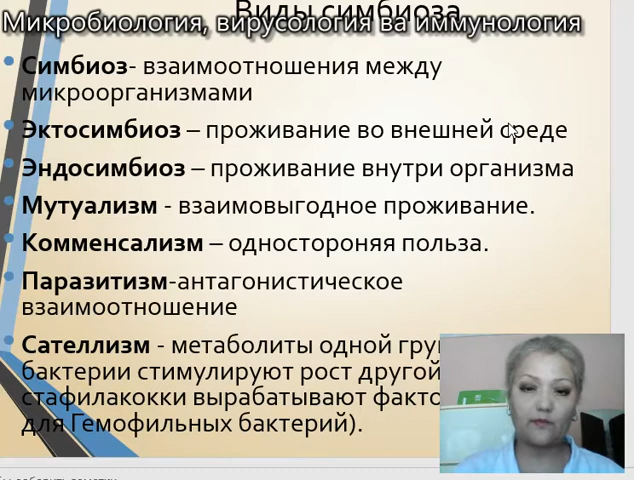 Виды симбиоза
Микробиология, вирусология ва иммунология
Симбиоз- взаимоотношения между
микроорганизмами
Эктосимбиоз – проживание во внешней среде
Эндосимбиоз – проживание внутри организма
Мутуализм - взаимовыгодное проживание.
Комменсализм – одностороняя польза.
Паразитизм-антагонистическое
взаимоотношение
Сателлизм - метаболиты одной
бактерии стимулируют рост другой
стафилакокки вырабатывают
для Гемофильных бактерий).